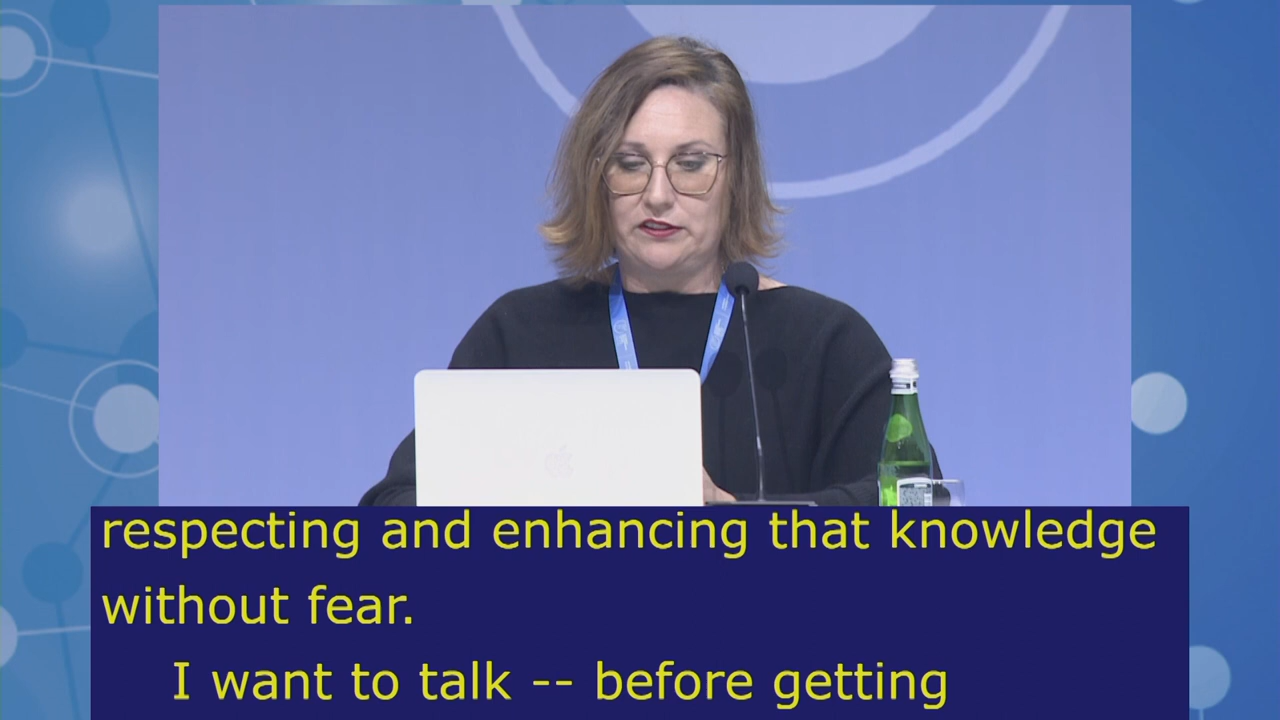 respecting and enhancing that knowledge
without fear.
I want to talk -- before getting